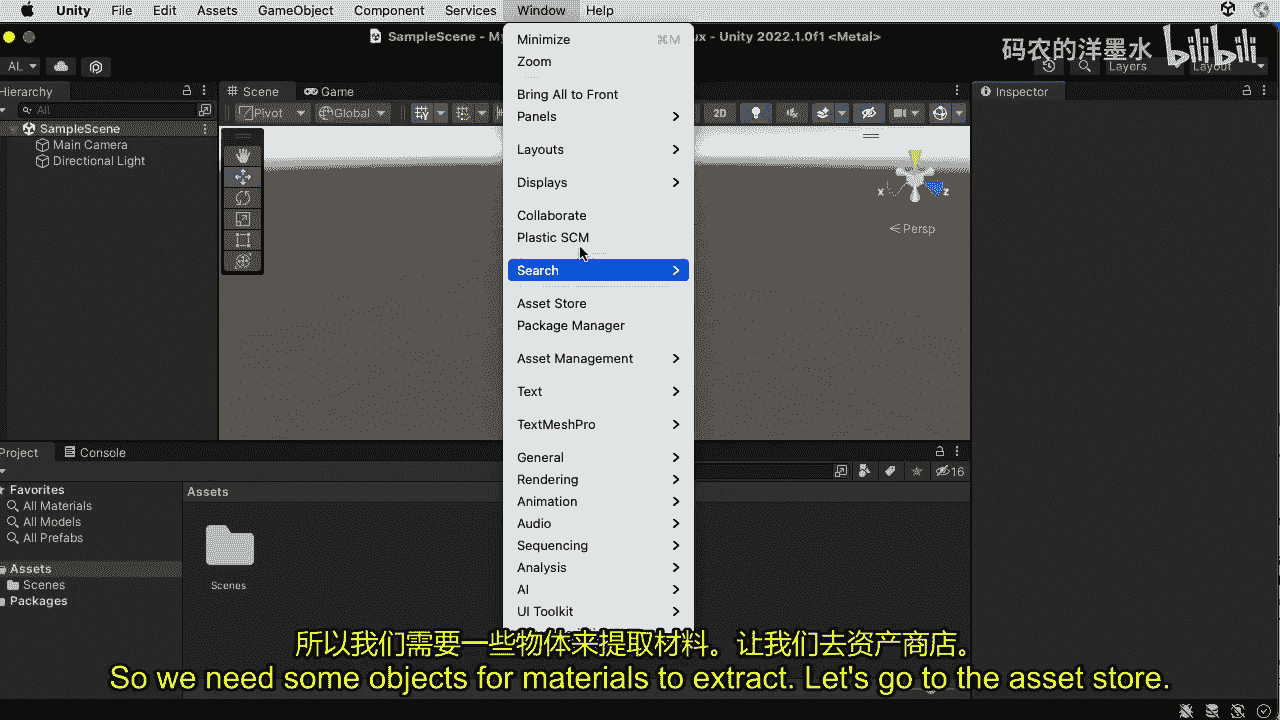 Unity File Edit Assets GameObject Component Services Window Help
SampleScene - My
x - Unity 2022.1.0f1 <Metal>
码农的洋墨水 bilibili
AL
Layers
Layout
Hierarchy
Scene
Game
Inspector
All
Pivot
Global
2D
SampleScene
Main Camera
Directional Light
x
z
Persp
Minimize ⌘M
Zoom
Bring All to Front
Panels
Layouts
Displays
Collaborate
Plastic SCM
Search
Asset Store
Package Manager
Asset Management
Text
TextMeshPro
General
Rendering
Animation
Audio
Sequencing
Analysis
AI
UI Toolkit
Project
Console
16
Favorites
All Materials
All Models
All Prefabs
Assets
Scenes
Packages
Assets
Scenes
所以我们需要一些物体来提取材料。让我们去资产商店。
So we need some objects for materials to extract. Let's go to the asset store.